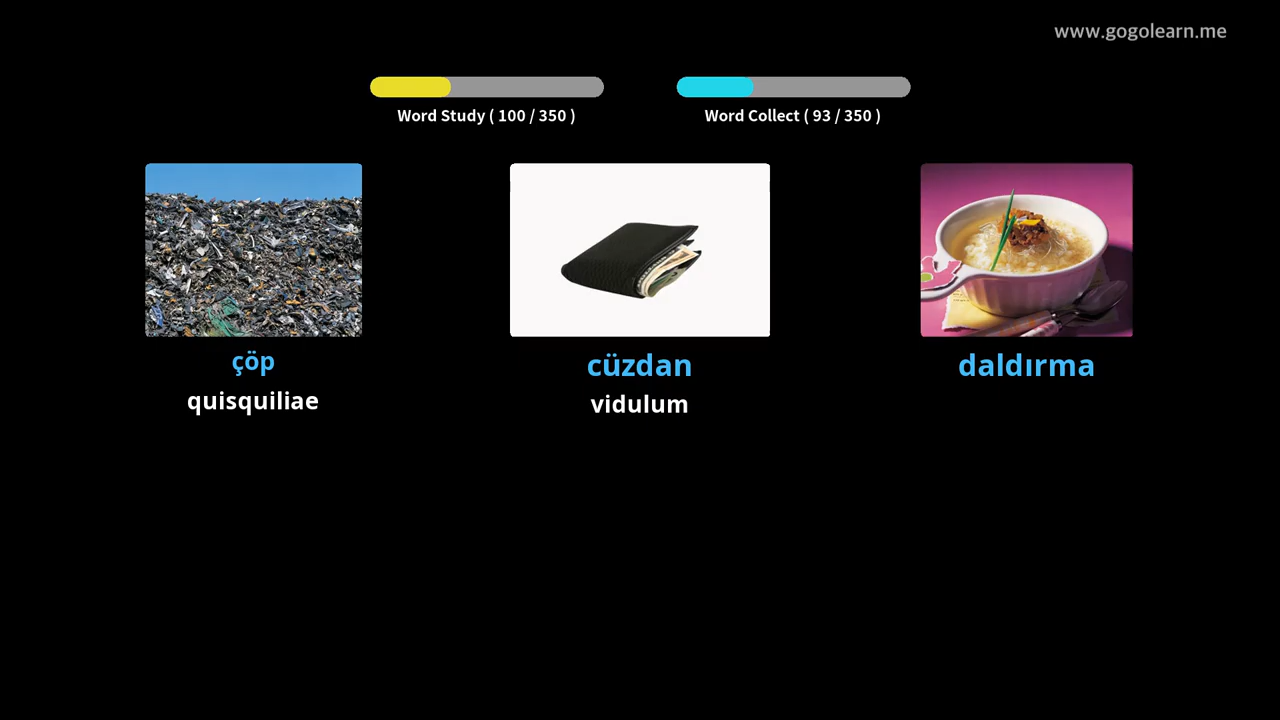 www.gogolearn.me
Word Study ( 100 / 350 )
Word Collect ( 93 / 350 )
çöp
quisquiliae
cüzdan
vidulum
daldırma